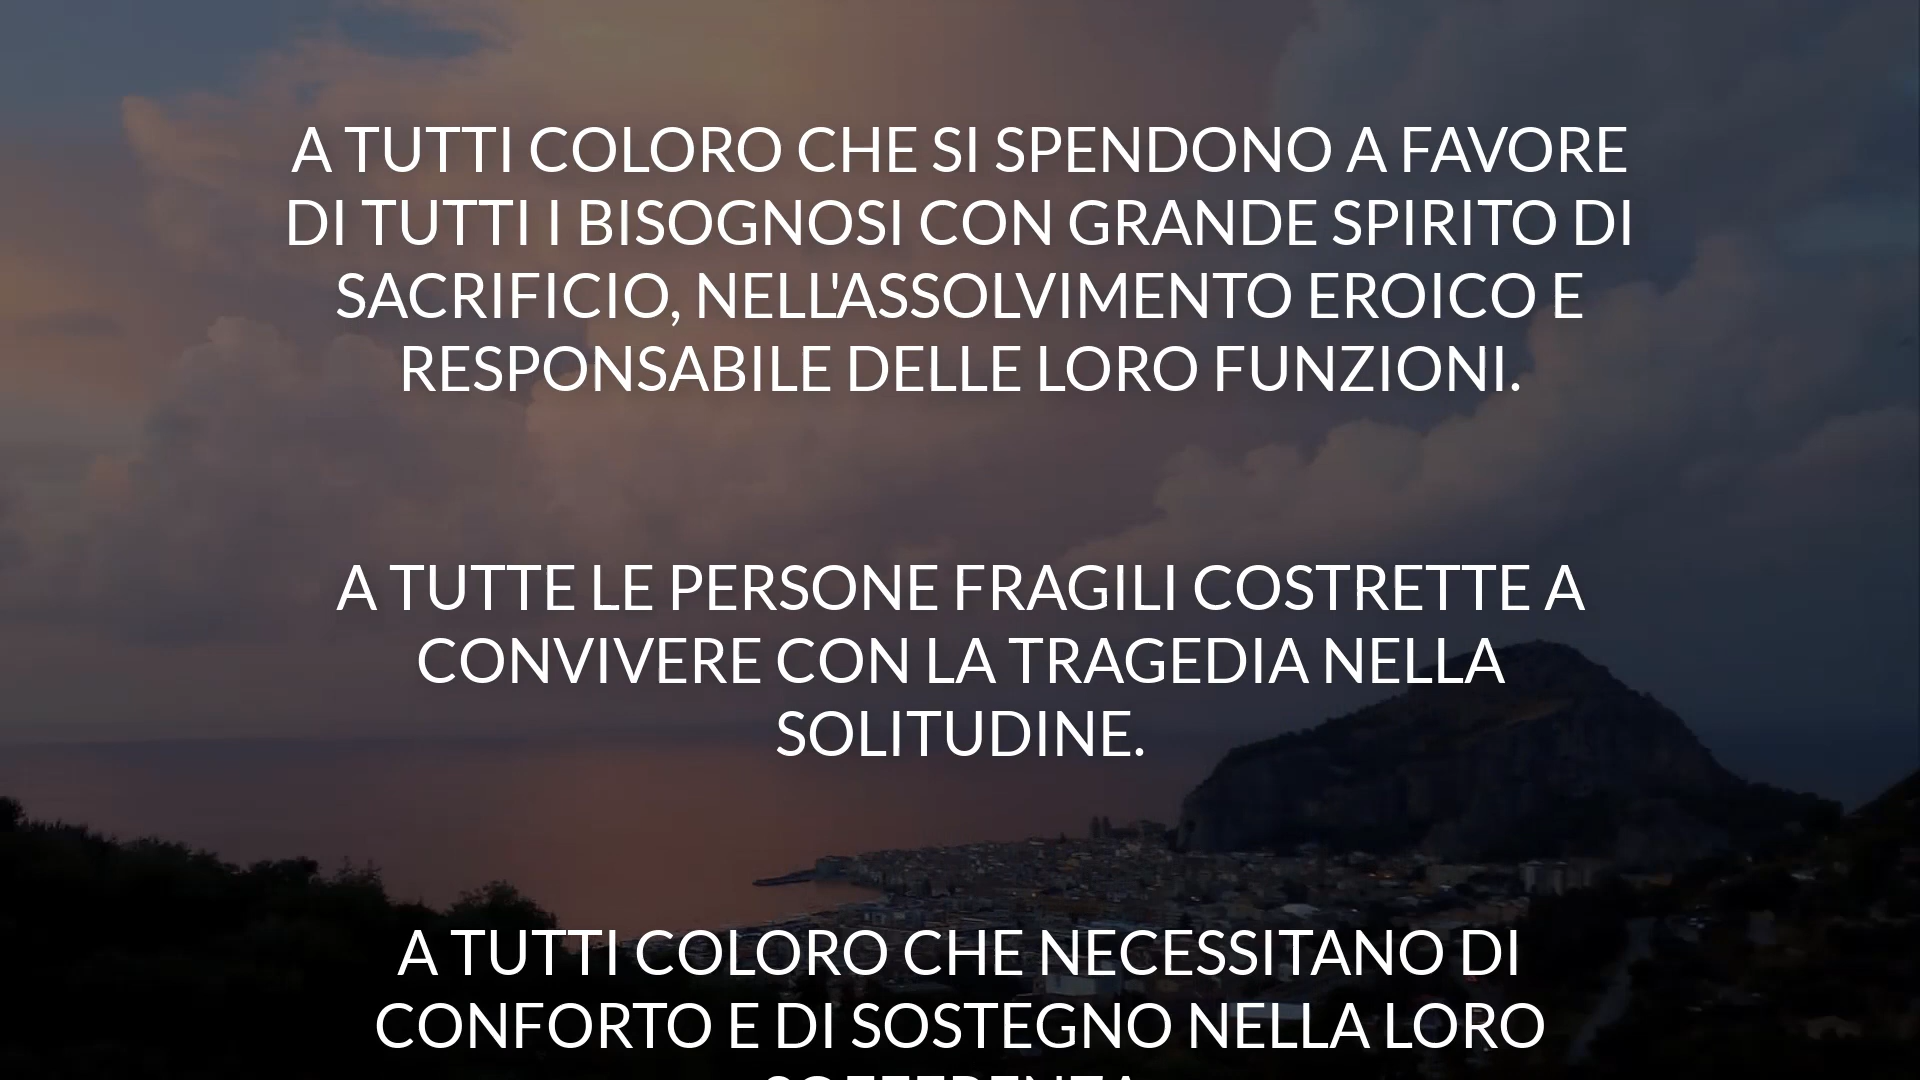 A TUTTI COLORO CHE SI SPENDONO A FAVORE
DI TUTTI I BISOGNOSI CON GRANDE SPIRITO DI
SACRIFICIO, NELL'ASSOLVIMENTO EROICO E
RESPONSABILE DELLE LORO FUNZIONI.
A TUTTE LE PERSONE FRAGILI COSTRETTE A
CONVIVERE CON LA TRAGEDIA NELLA
SOLITUDINE.
A TUTTI COLORO CHE NECESSITANO DI
CONFORTO E DI SOSTEGNO NELLA LORO